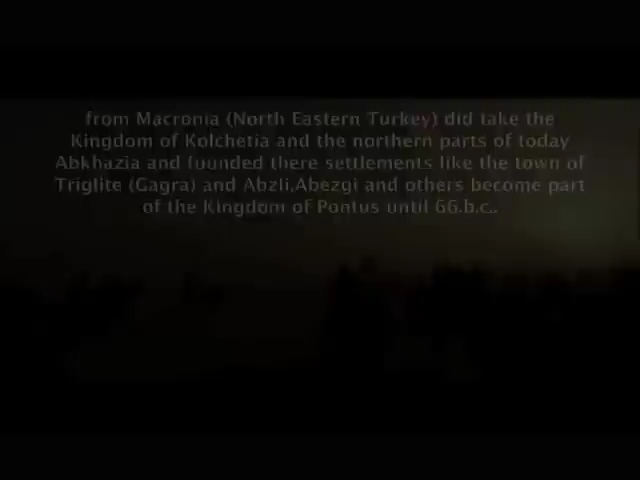 from Macronia (North Eastern Turkey) did take the
Kingdom of Kolchetia and the northern parts of today
Abkhazia and founded there settlements like the town of
Triglite (Gagra) and Abzli,Abezgi and others become part
of the Kingdom of Pontus until 66.b.c..